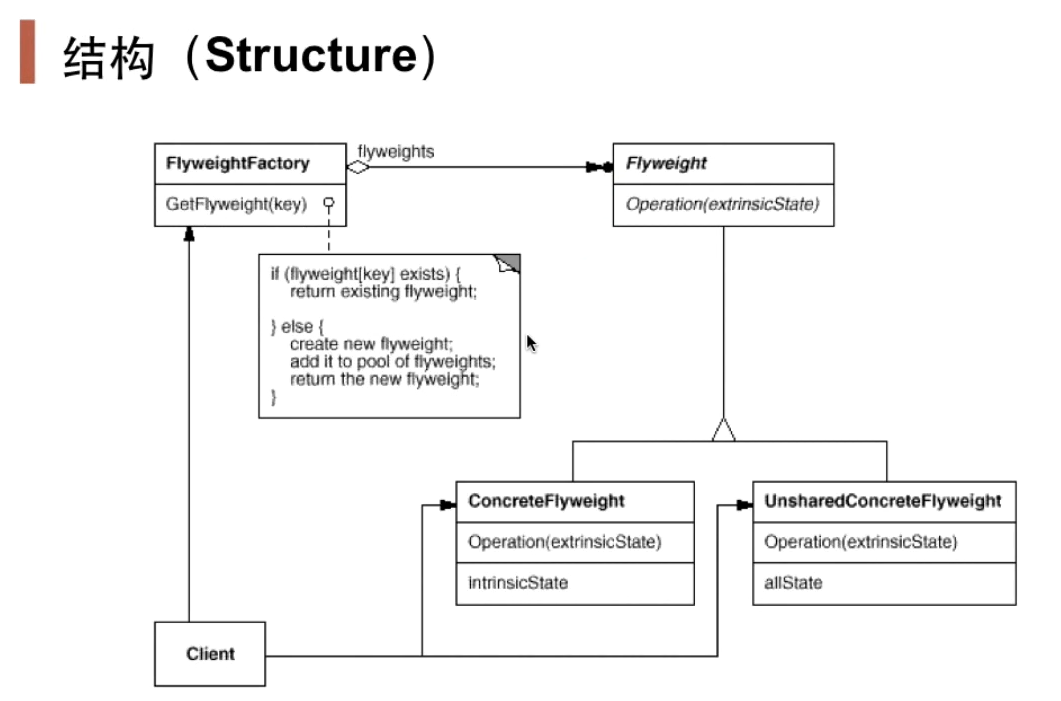 结构（Structure）
flyweights
FlyweightFactory
GetFlyweight(key)
Flyweight
Operation(extrinsicState)
if (flyweight[key] exists) {
return existing flyweight;
} else {
create new flyweight;
add it to pool of flyweights;
return the new flyweight;
}
ConcreteFlyweight
Operation(extrinsicState)
intrinsicState
UnsharedConcreteFlyweight
Operation(extrinsicState)
allState
Client